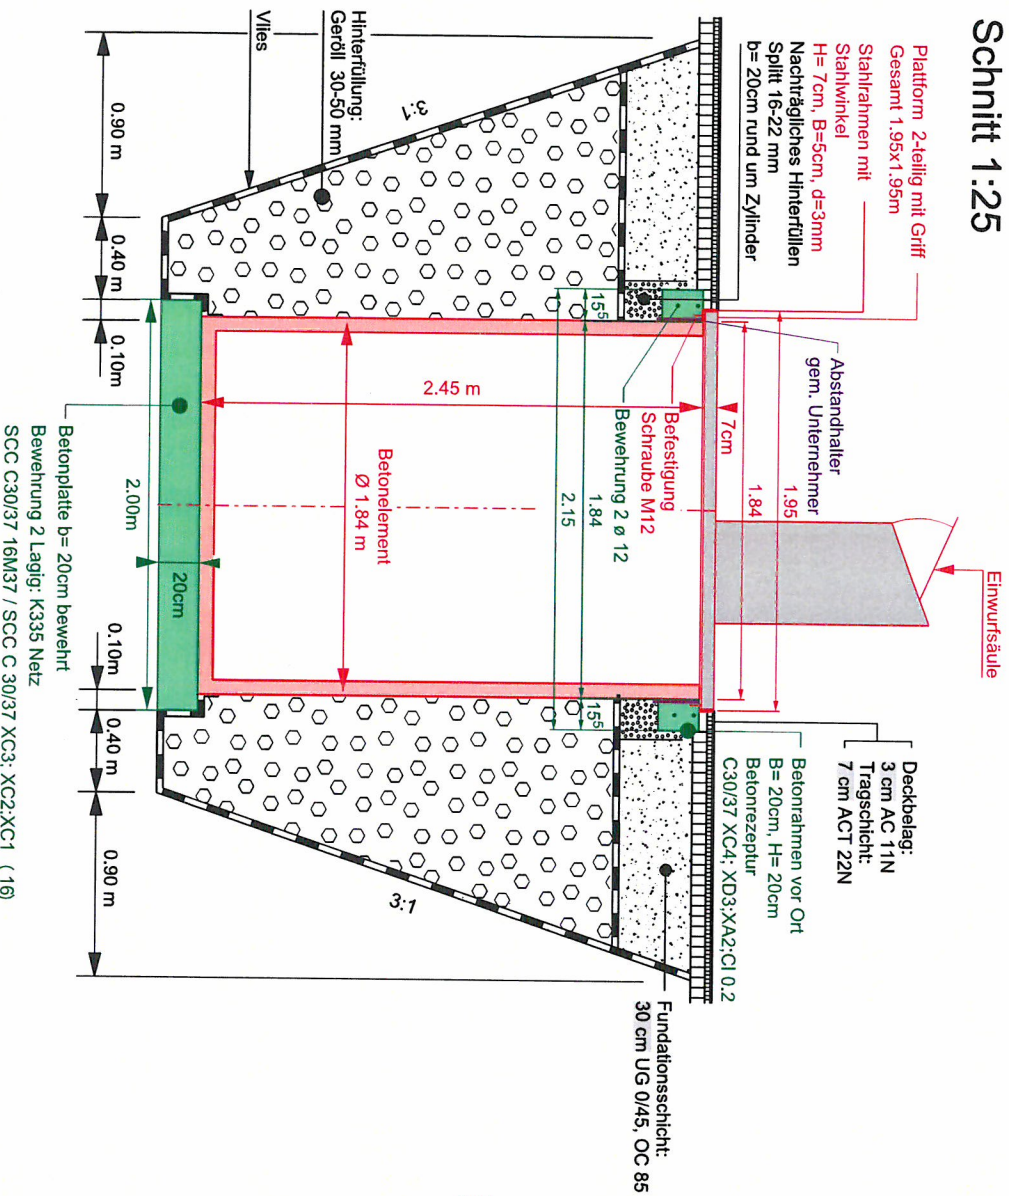 Schnitt 1:25
Plattform 2-teilig mit Griff
Gesamt 1.95x1.95m
Stahlrahmen mit
Stahlwinkel
H= 7cm, B=5cm, d=3mm
Nachträgliches Hinterfüllen
Splitt 16-22 mm
b= 20cm rund um Zylinder
Abstandhalter
gem. Unternehmer
Einwurfsäule
Deckbelag:
3 cm AC 11N
Tragschicht:
7 cm ACT 22N
Betonrahmen vor Ort
B= 20cm, H= 20cm
Betonrezeptur
C30/37 XC4; XD3;XA2;Cl 0.2
Fundationsschicht:
30 cm UG 0/45, OC 85
1.95
1.84
7cm
Befestigung
Schraube M12
Bewehrung 2 ø 12
15⁵
1.84
15⁵
2.15
2.45 m
Betonelement
Ø 1.84 m
3:1
3:1
Hinterfüllung:
Geröll 30-50 mm
Vlies
20cm
2.00m
0.90 m
0.40 m
0.10m
0.10m
0.40 m
0.90 m
Betonplatte b= 20cm bewehrt
Bewehrung 2 Lagig: K335 Netz
SCC C30/37 16M37 / SCC C 30/37 XC3; XC2;XC1 ( 16)